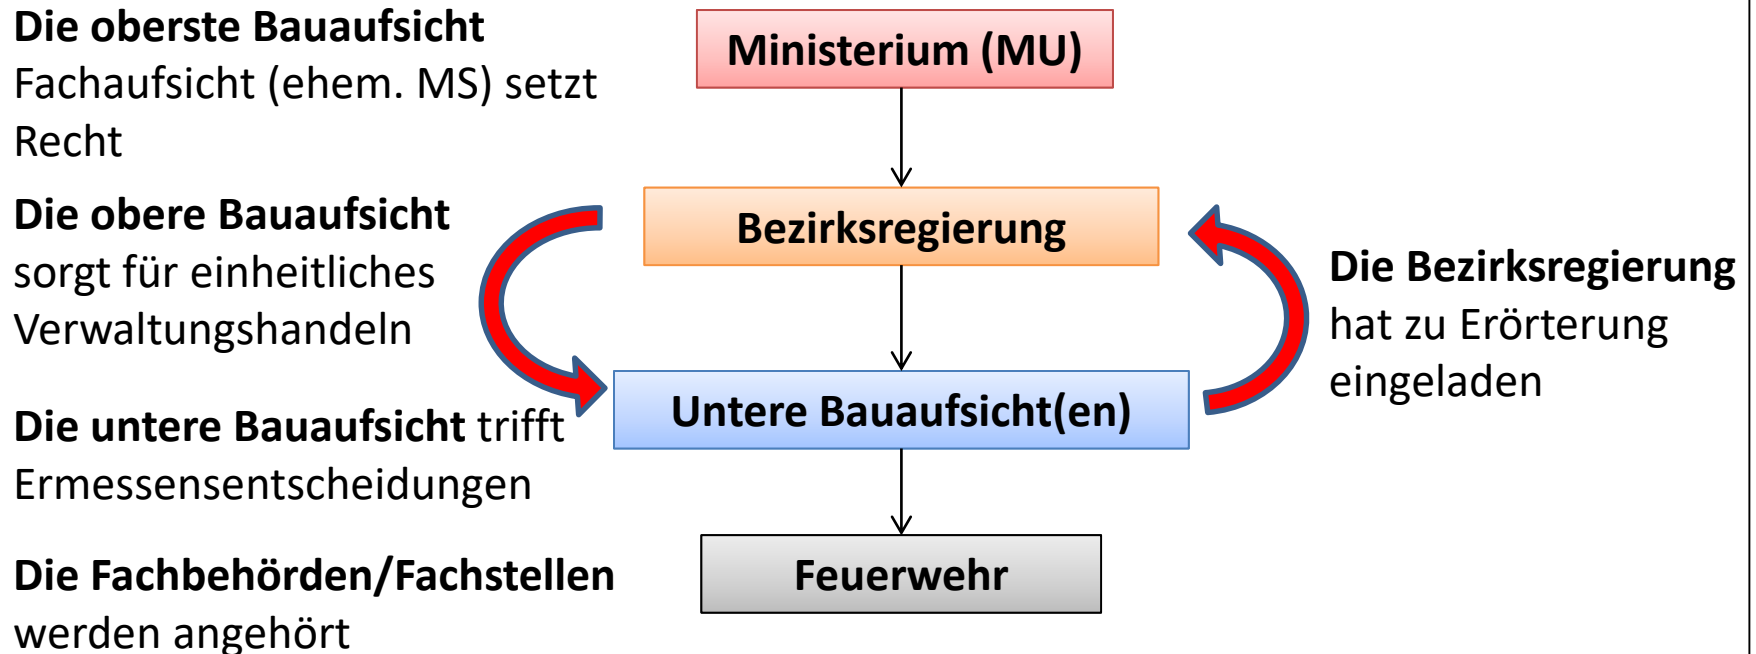 Die oberste Bauaufsicht
Fachaufsicht (ehem. MS) setzt
Recht
Ministerium (MU)
Die obere Bauaufsicht
sorgt für einheitliches
Verwaltungshandeln
Bezirksregierung
Die Bezirksregierung
hat zu Erörterung
eingeladen
Die untere Bauaufsicht trifft
Ermessensentscheidungen
Untere Bauaufsicht(en)
Die Fachbehörden/Fachstellen
werden angehört
Feuerwehr